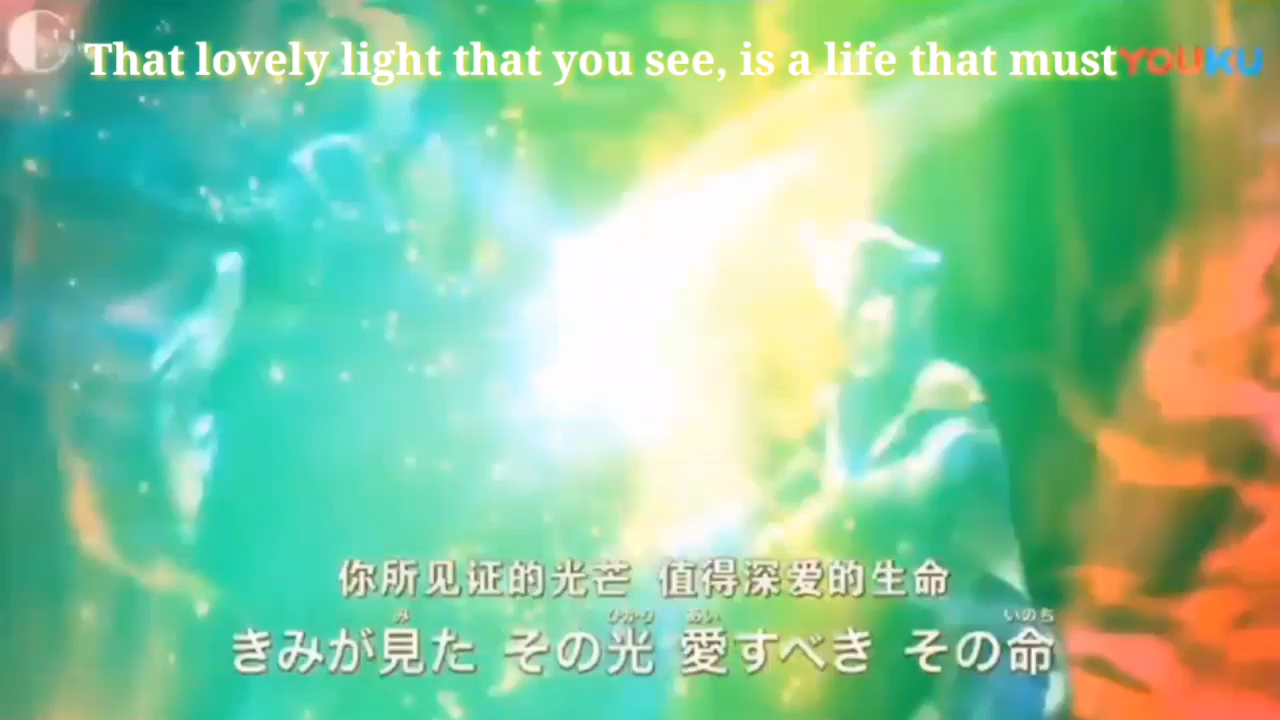 That lovely light that you see, is a life that must
YOUKU
你所见证的光芒 值得深爱的生命
み ひかり あい いのち
きみが見た その光 愛すべき その命